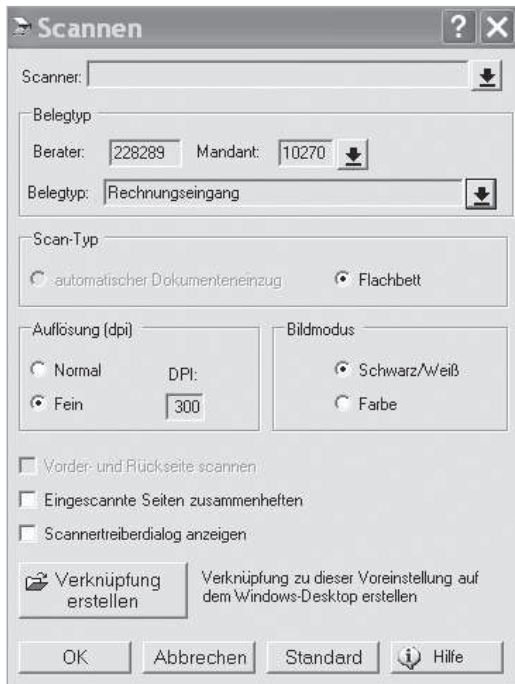 Scannen
Scanner:
Belegtyp
Berater: 228289 Mandant: 10270
Belegtyp: Rechnungseingang
Scan-Typ
automatischer Dokumenteneinzug Flachbett
Auflösung (dpi) Bildmodus
Normal DPI: Schwarz/Weiß
Fein 300 Farbe
Vorder- und Rückseite scannen
Eingescannte Seiten zusammenheften
Scannertreiberdialog anzeigen
Verknüpfung erstellen Verknüpfung zu dieser Voreinstellung auf
dem Windows-Desktop erstellen
OK Abbrechen Standard Hilfe